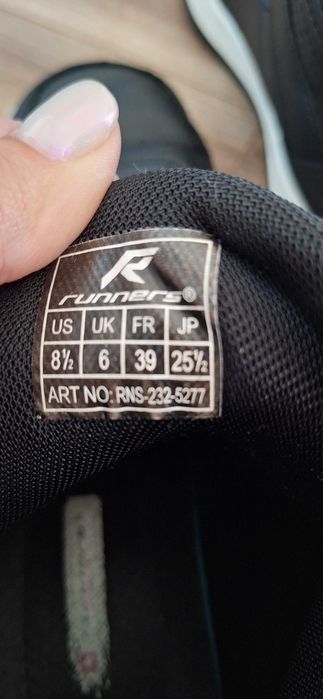 runners®
US UK FR JP
8½ 6 39 25½
ART NO: RNS-232-5277